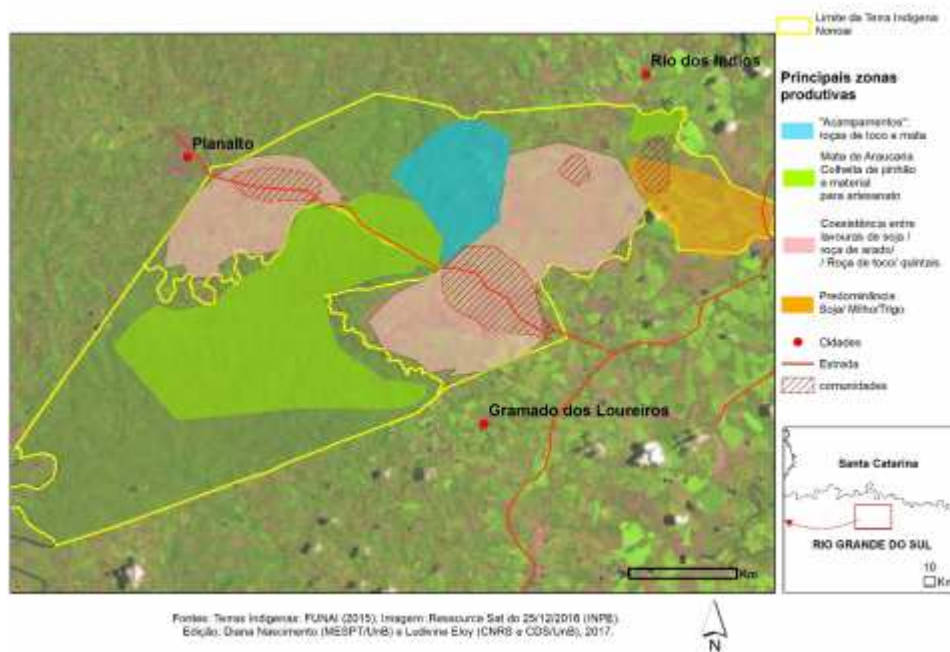 Limite da Terra Indígena
Nonoai
Rio dos Indios
Principais zonas
produtivas
Planalto
"Acampamentos":
roças de toco e mata
Mata de Araucaria
Colheita de pinhão
e material
para artesanato
Coexistência entre
lavouras de soja /
roça de arado/
/ Roça de toco/ quintais
Predominância
Soja/ Milho/Trigo
Cidades
Estrada
comunidades
Gramado dos Loureiros
Santa Catarina
RIO GRANDE DO SUL
10
Km
Km
Fontes: Terras indígenas: FUNAI (2015); Imagem: Ressource Sat do 25/12/2016 (INPE).
Edição: Diana Nascimento (MESPT/UnB) e Ludivine Eloy (CNRS e CDS/UnB), 2017.
N